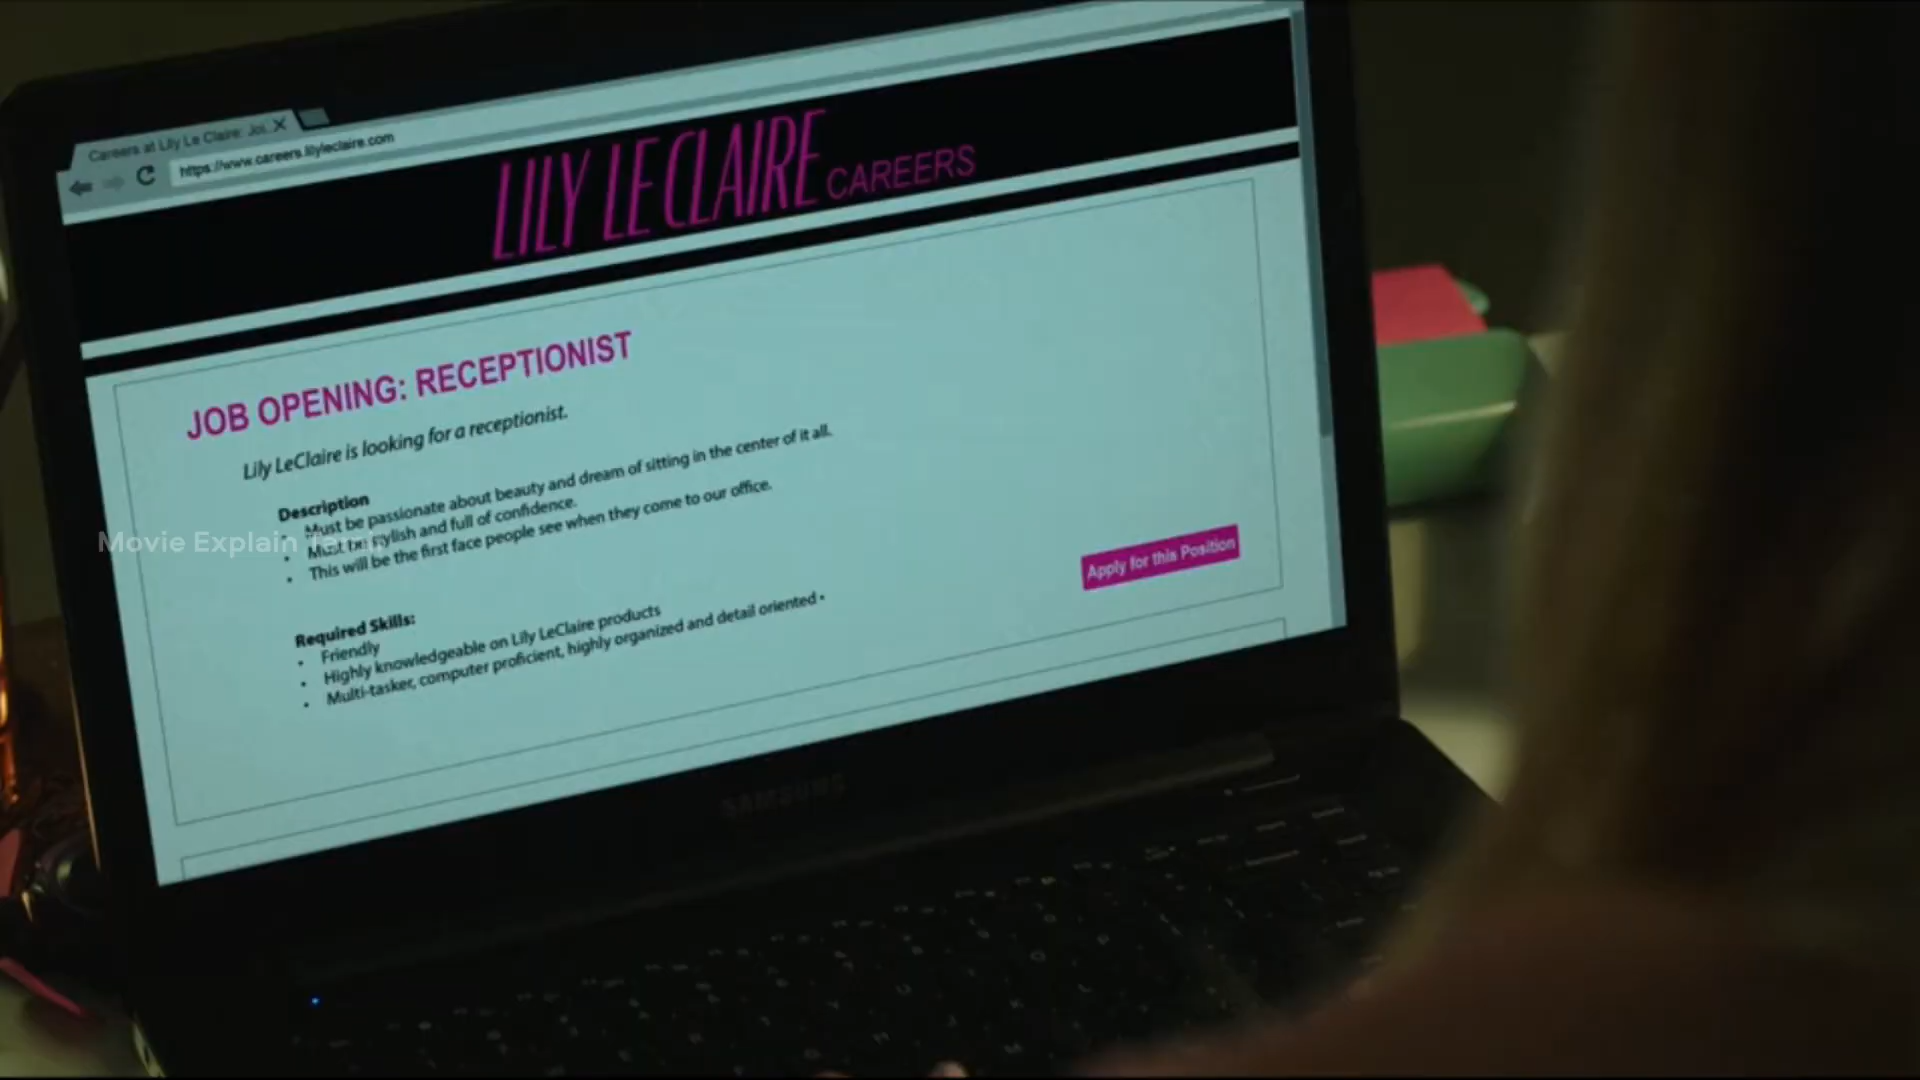 Careers at Lily Le Claire: Jo
https://www.careers.lilyleclaire.com
LILY LECLAIRE CAREERS
JOB OPENING: RECEPTIONIST
Lily LeClaire is looking for a receptionist.
Description
• Must be passionate about beauty and dream of sitting in the center of it all.
• Must be stylish and full of confidence.
• This will be the first face people see when they come to our office.
Movie Explain
Apply for this Position
Required Skills:
• Friendly
• Highly knowledgeable on Lily LeClaire products
• Multi-tasker, computer proficient, highly organized and detail oriented •
SAMSUNG